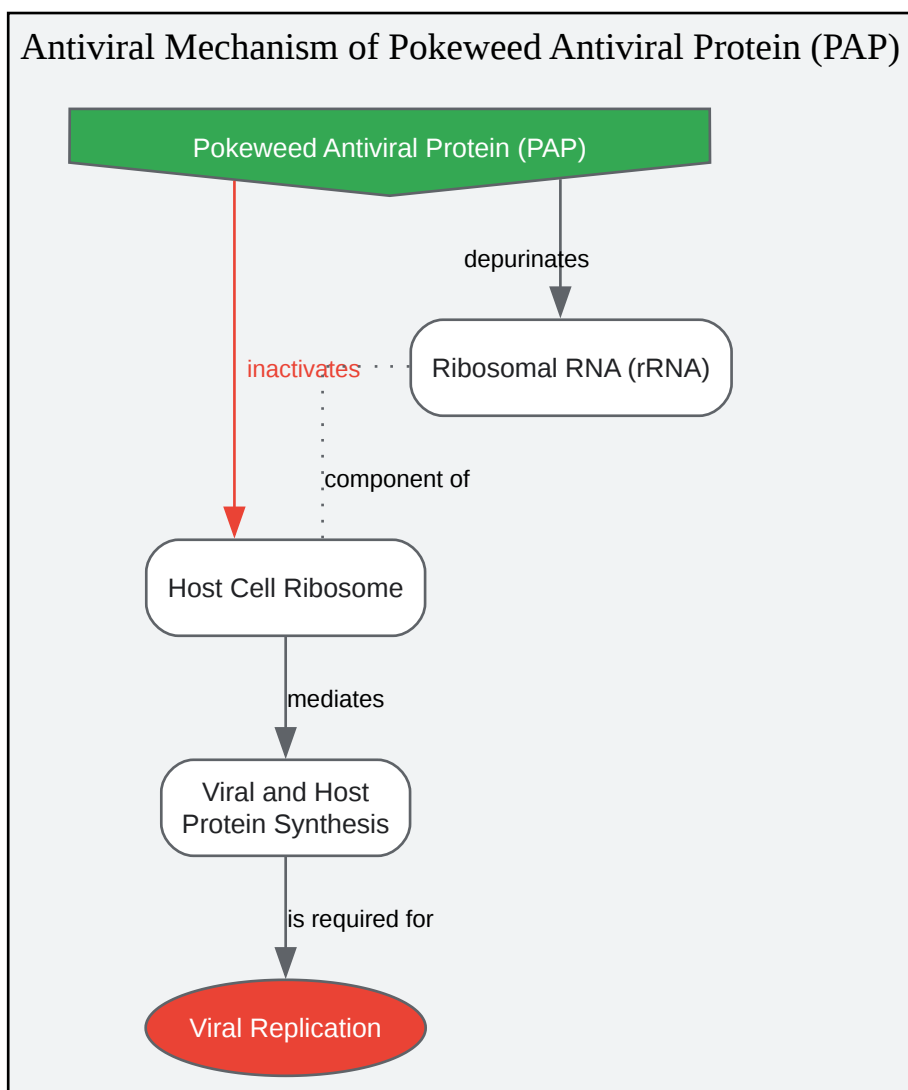 Antiviral Mechanism of Pokeweed Antiviral Protein (PAP)
Pokeweed Antiviral Protein (PAP)
depurinates
inactivates
Ribosomal RNA (rRNA)
component of
Host Cell Ribosome
mediates
Viral and Host
Protein Synthesis
is required for
Viral Replication